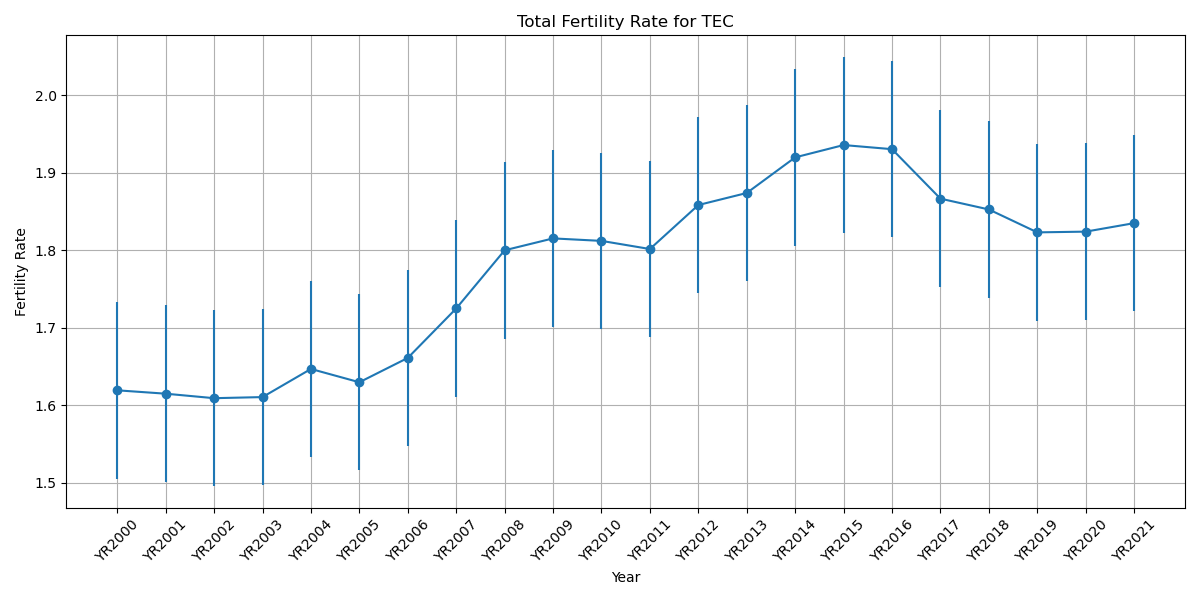 Total Fertility Rate for TEC
Fertility Rate
2.0
1.9
1.8
1.7
1.6
1.5
YR2000
YR2001
YR2002
YR2003
YR2004
YR2005
YR2006
YR2007
YR2008
YR2009
YR2010
YR2011
YR2012
YR2013
YR2014
YR2015
YR2016
YR2017
YR2018
YR2019
YR2020
YR2021
Year